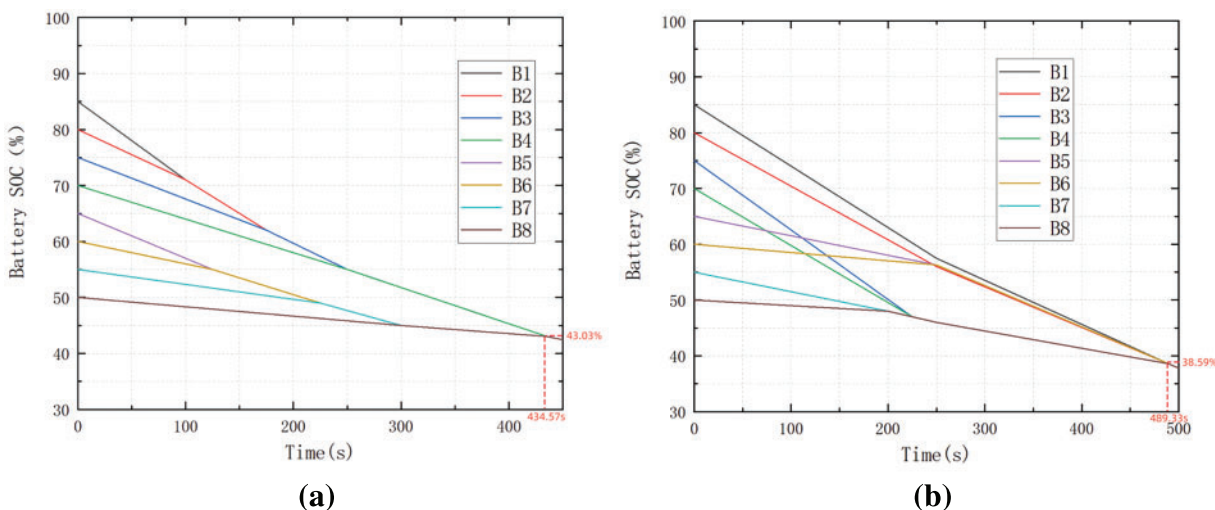 100
90
80
70
60
50
40
30
Battery SOC (%)
0
100
200
300
400
Time(s)
B1
B2
B3
B4
B5
B6
B7
B8
43.03%
434.57s
(a)
100
90
80
70
60
50
40
30
Battery SOC(%)
0
100
200
300
400
500
Time(s)
B1
B2
B3
B4
B5
B6
B7
B8
38.59%
489.33s
(b)